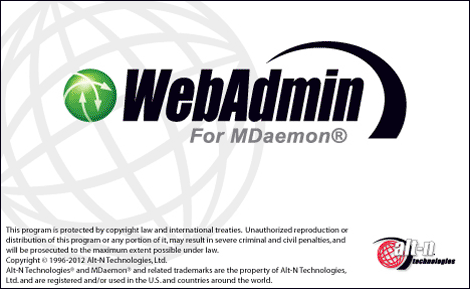 WebAdmin
For MDaemon®
This program is protected by copyright law and international treaties. Unauthorized reproduction or
distribution of this program or any portion of it, may result in severe criminal and civil penalties, and
will be prosecuted to the maximum extent possible under law.
Copyright © 1996-2012 Alt-N Technologies, Ltd.
Alt-N Technologies® and MDaemon® and related trademarks are the property of Alt-N Technologies,
Ltd. and are registered and/or used in the U.S. and countries around the world.
alt-n
technologies